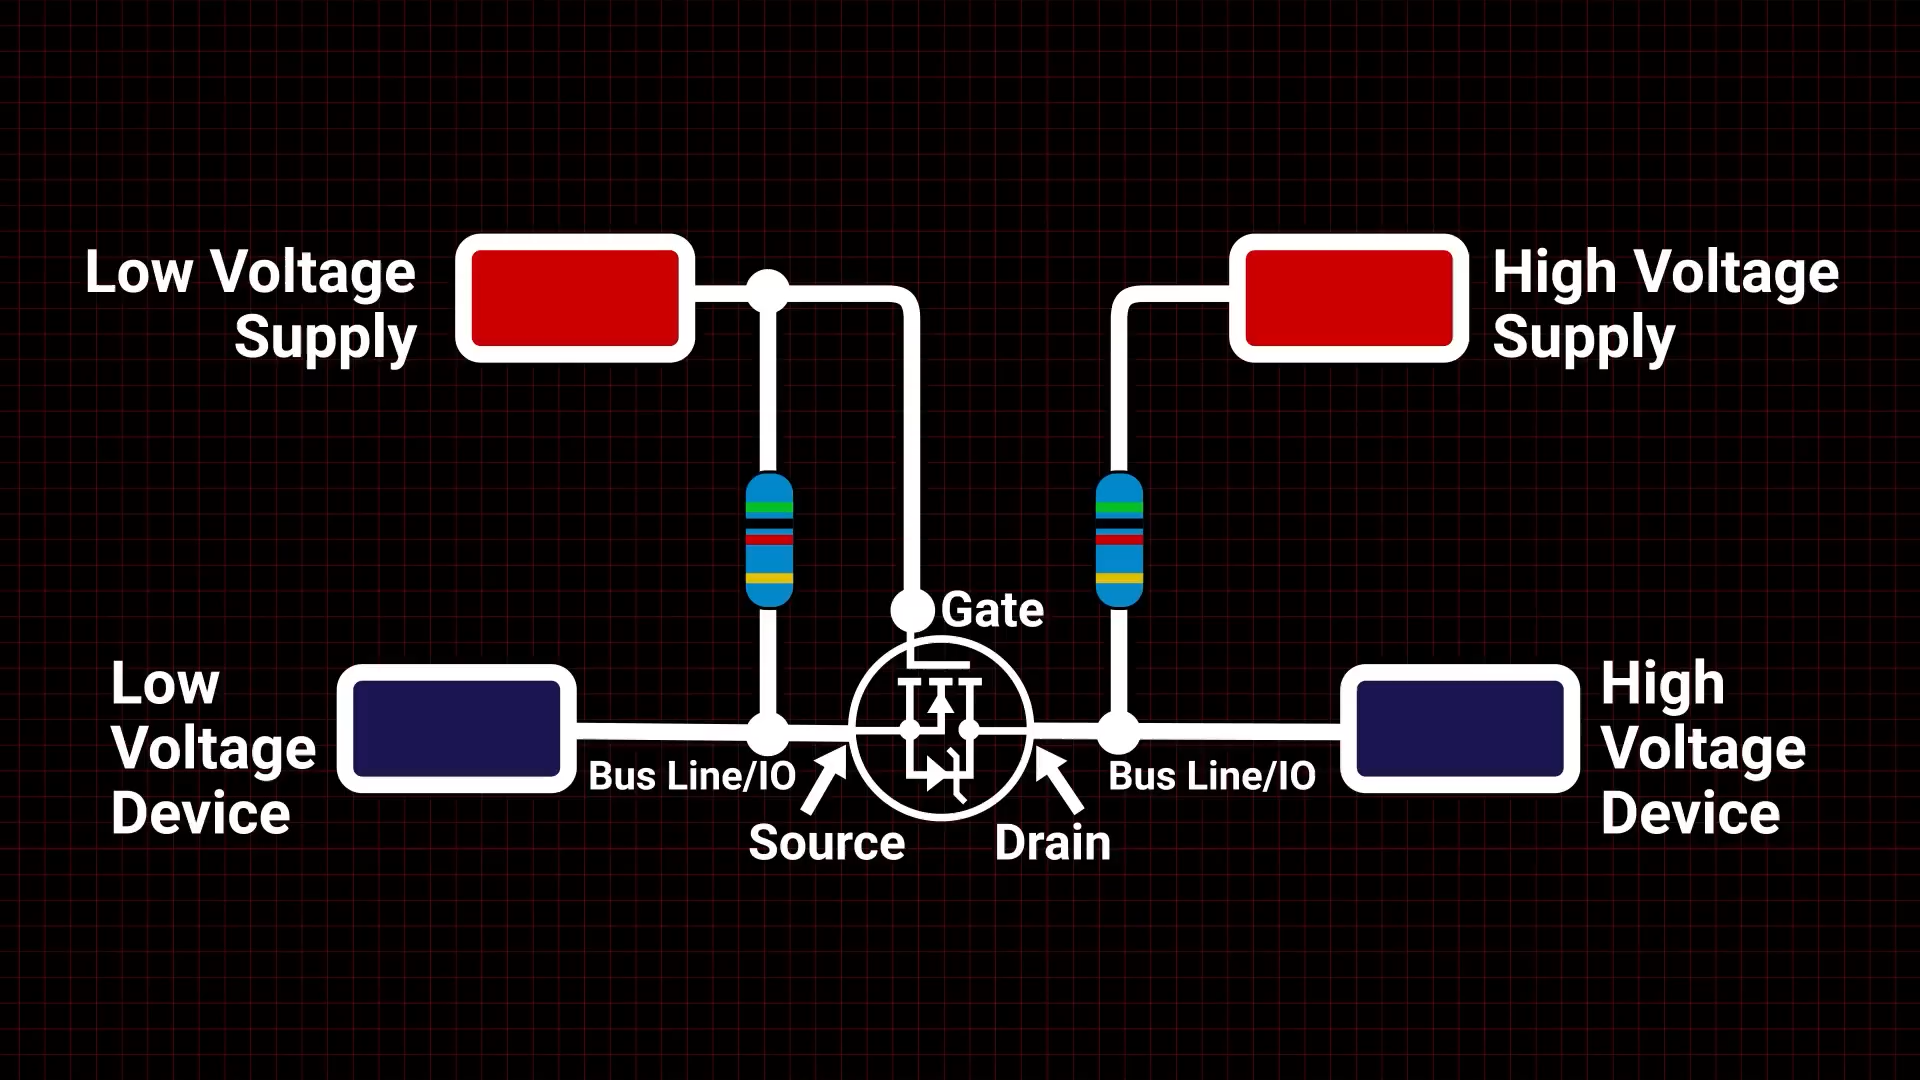 Low Voltage
Supply
High Voltage
Supply
Gate
Low
Voltage
Device
Bus Line/IO
Source
Drain
Bus Line/IO
High
Voltage
Device